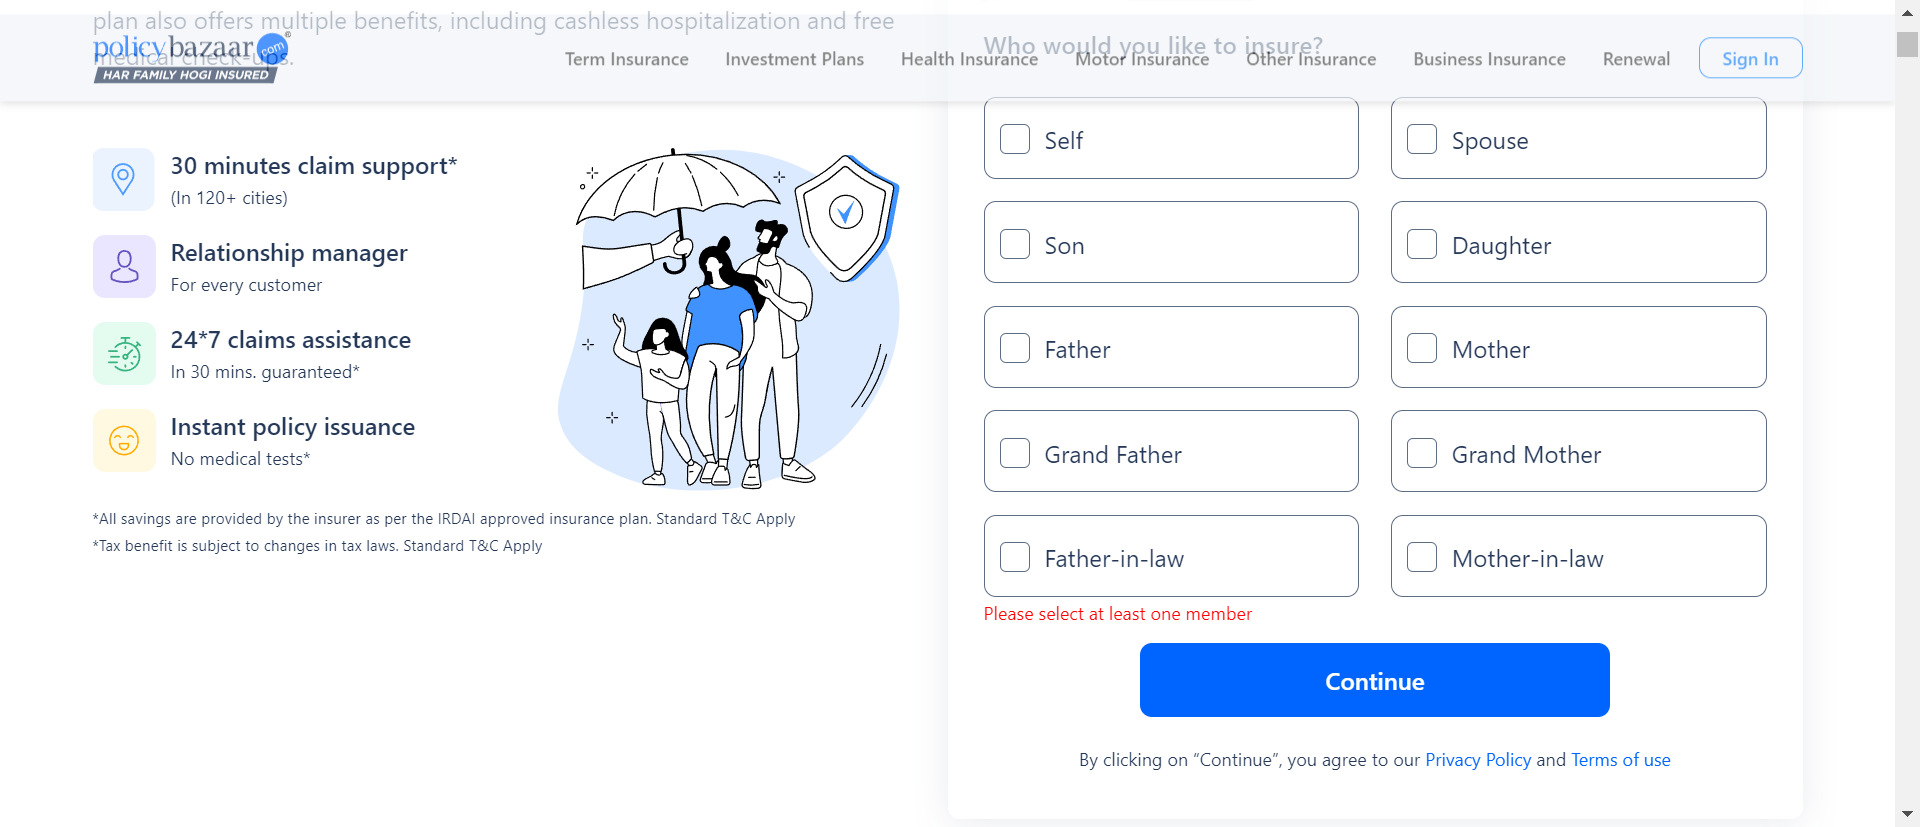 plan also offers multiple benefits, including cashless hospitalization and free
medical check-ups.
policybazaar.com
HAR FAMILY HOGI INSURED
Term Insurance
Investment Plans
Health Insurance
Motor Insurance
Other Insurance
Business Insurance
Renewal
Sign In
30 minutes claim support*
(In 120+ cities)
Relationship manager
For every customer
24*7 claims assistance
In 30 mins. guaranteed*
Instant policy issuance
No medical tests*
*All savings are provided by the insurer as per the IRDAI approved insurance plan. Standard T&C Apply
*Tax benefit is subject to changes in tax laws. Standard T&C Apply
Who would you like to insure?
Self
Spouse
Son
Daughter
Father
Mother
Grand Father
Grand Mother
Father-in-law
Mother-in-law
Please select at least one member
Continue
By clicking on “Continue”, you agree to our Privacy Policy and Terms of use